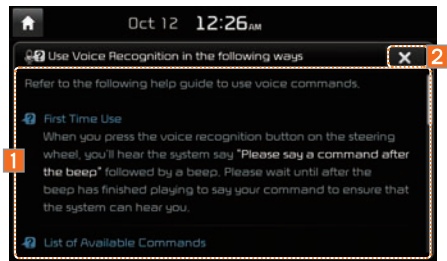 Oct 12 12:26AM
Use Voice Recognition in the following ways
2
Refer to the following help guide to use voice commands.
First Time Use
When you press the voice recognition button on the steering
1
wheel, you'll hear the system say "Please say a command after
the beep" followed by a beep. Please wait until after the
beep has finished playing to say your command to ensure that
the system can hear you.
List of Available Commands